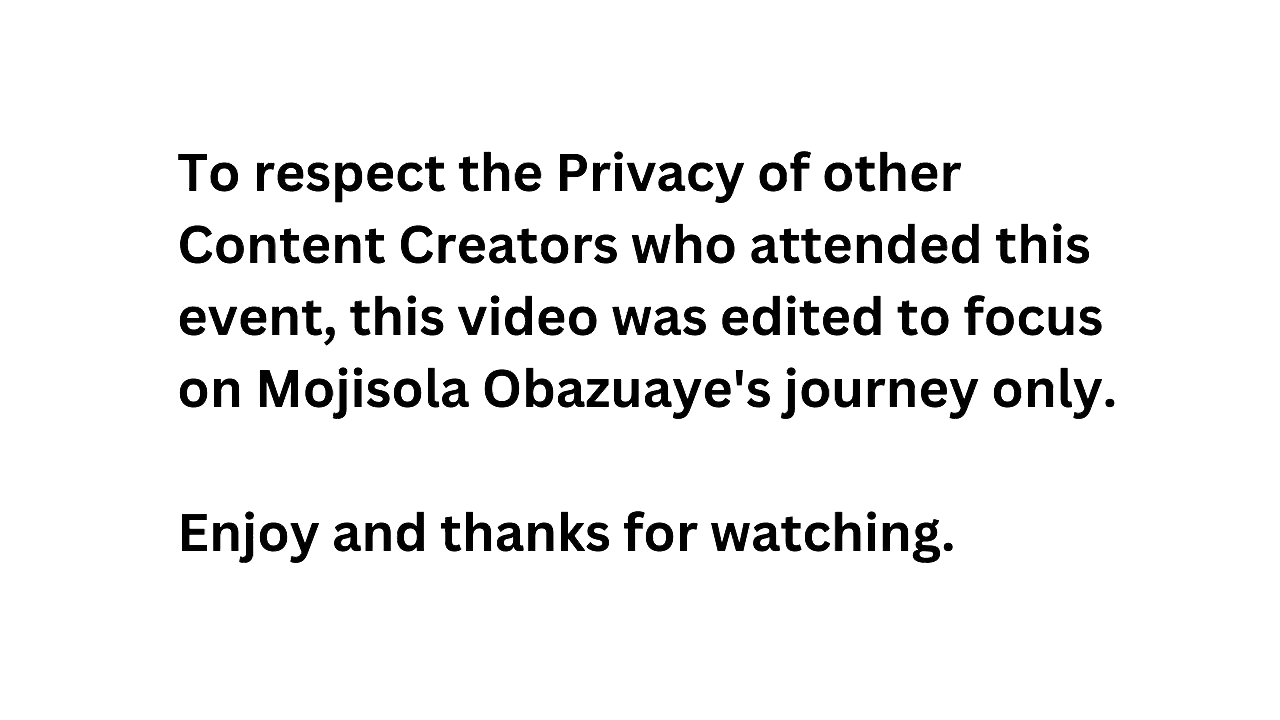 To respect the Privacy of other
Content Creators who attended this
event, this video was edited to focus
on Mojisola Obazuaye's journey only.
Enjoy and thanks for watching.